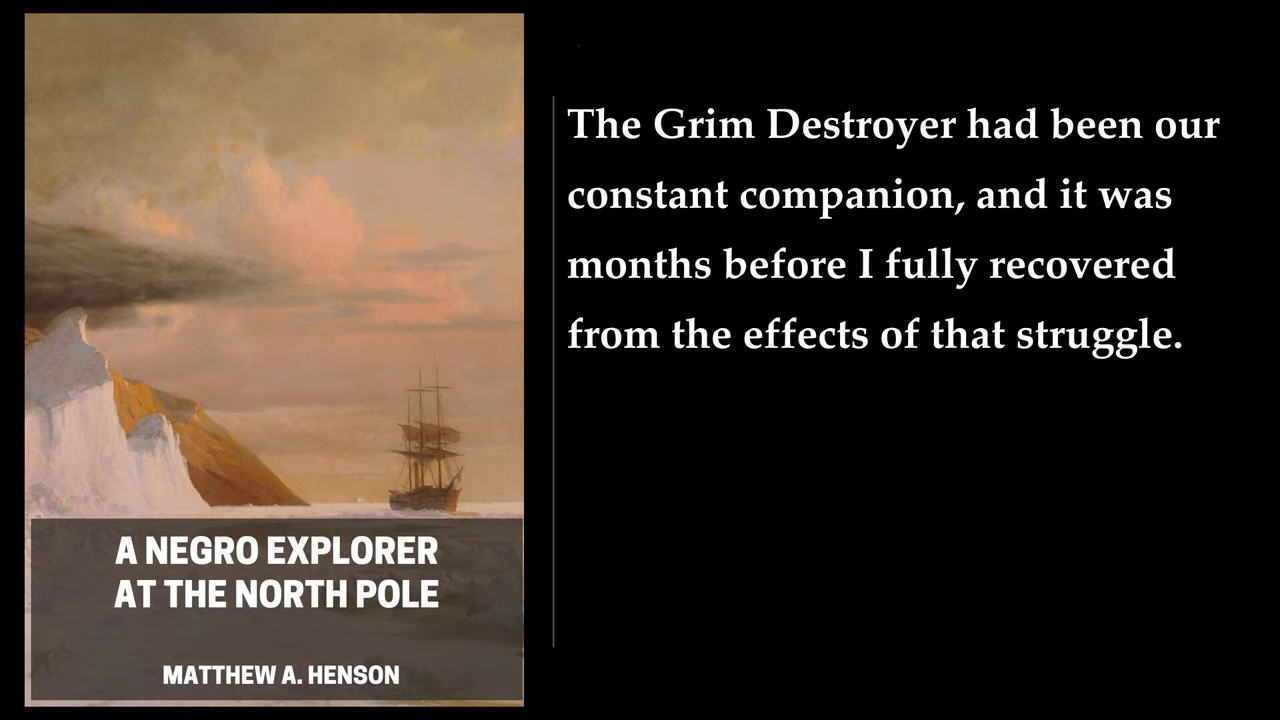 The Grim Destroyer had been our
constant companion, and it was
months before I fully recovered
from the effects of that struggle.
A NEGRO EXPLORER
AT THE NORTH POLE
MATTHEW A. HENSON